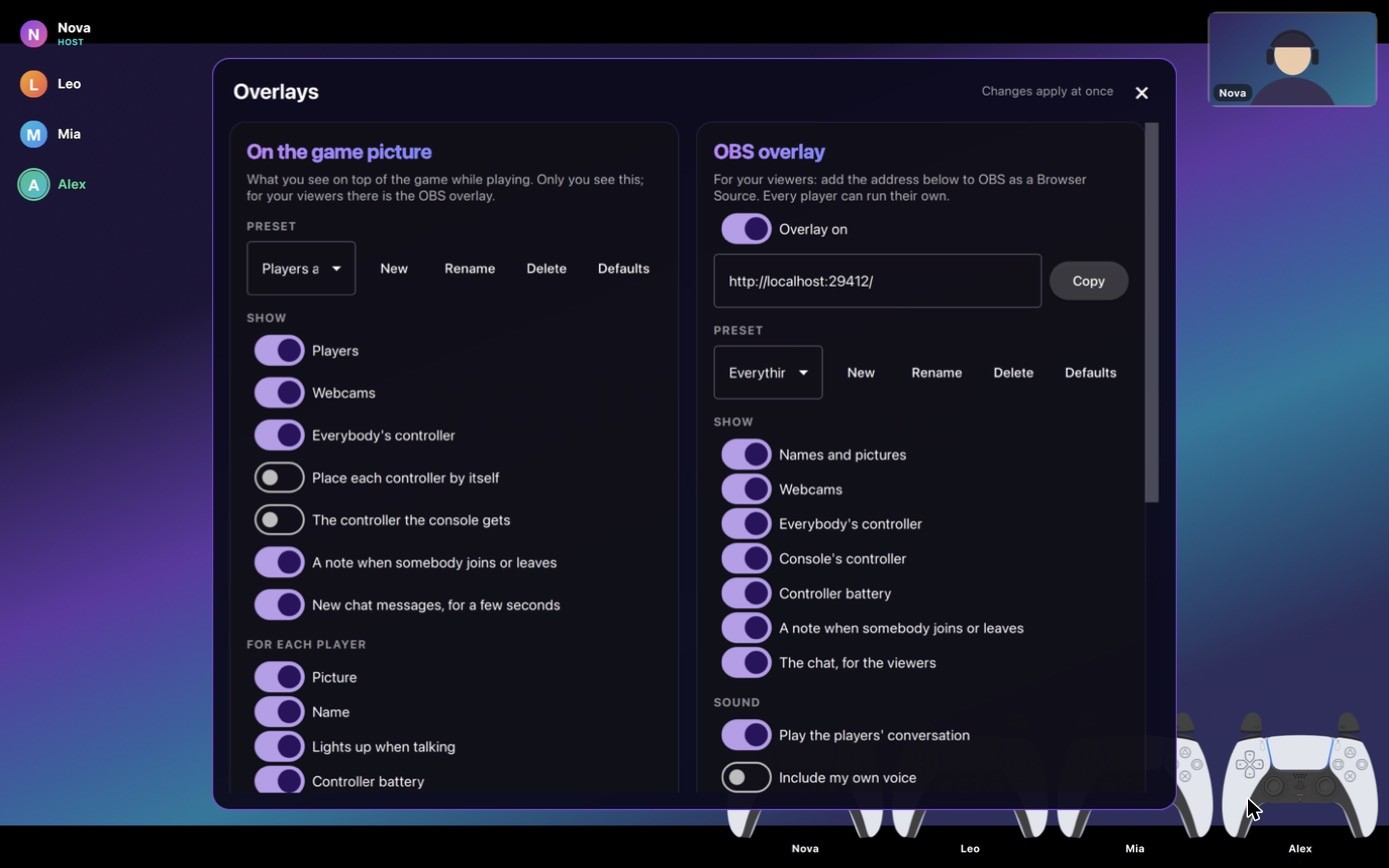 N
Nova
HOST
L
Leo
M
Mia
A
Alex
Nova
Overlays
Changes apply at once
On the game picture
What you see on top of the game while playing. Only you see this;
for your viewers there is the OBS overlay.
PRESET
Players a
New
Rename
Delete
Defaults
SHOW
Players
Webcams
Everybody's controller
Place each controller by itself
The controller the console gets
A note when somebody joins or leaves
New chat messages, for a few seconds
FOR EACH PLAYER
Picture
Name
Lights up when talking
Controller battery
OBS overlay
For your viewers: add the address below to OBS as a Browser
Source. Every player can run their own.
Overlay on
http://localhost:29412/
Copy
PRESET
Everythin
New
Rename
Delete
Defaults
SHOW
Names and pictures
Webcams
Everybody's controller
Console's controller
Controller battery
A note when somebody joins or leaves
The chat, for the viewers
SOUND
Play the players' conversation
Include my own voice
Nova
Leo
Mia
Alex